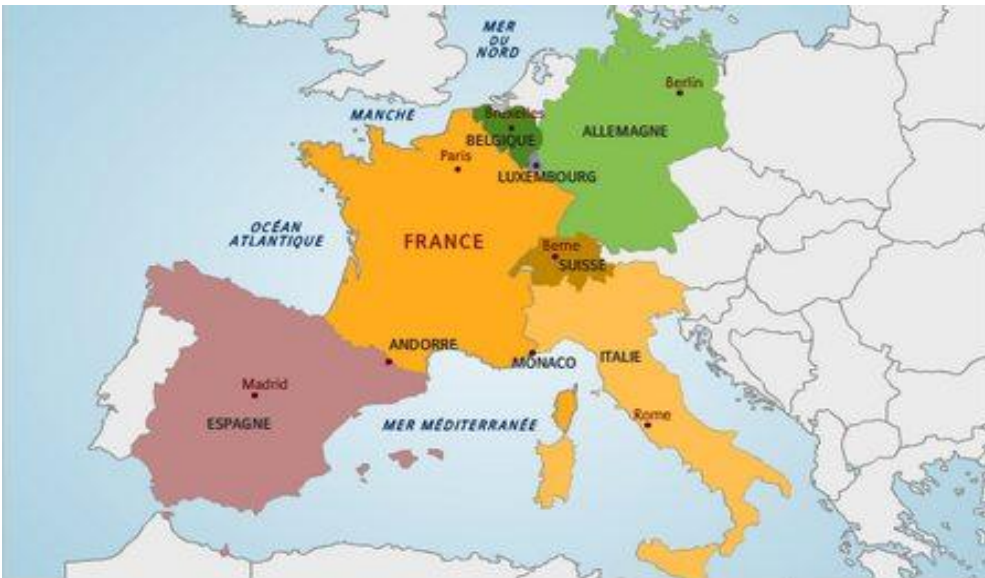 MER
DU
NORD
Berlin
MANCHE
Bruxelles
ALLEMAGNE
BELGIQUE
Paris
LUXEMBOURG
OCÉAN
ATLANTIQUE
FRANCE
Berne
SUISSE
ANDORRE
MONACO
ITALIE
Madrid
ESPAGNE
MER MÉDITERRANÉE
Rome